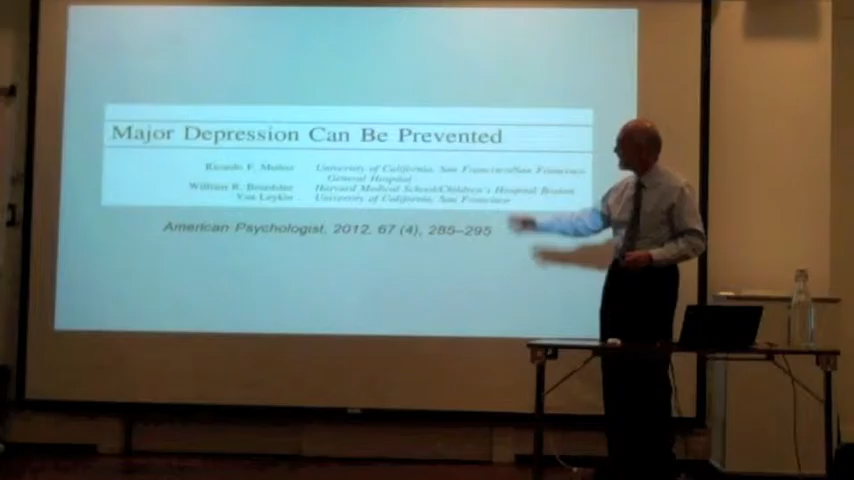 Major Depression Can Be Prevented
Ricardo F. Muñoz University of California, San Francisco/San Francisco
General Hospital
William R. Beardslee Harvard Medical School/Children's Hospital Boston
Yan Leykin University of California, San Francisco
American Psychologist, 2012, 67 (4), 285–295